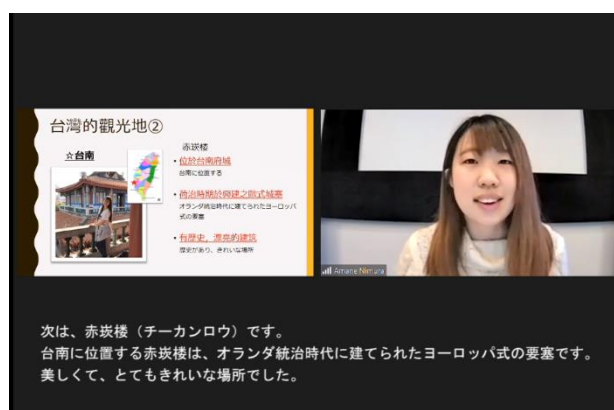 台灣的觀光地②
☆台南
赤崁楼
• 位於台南府城
台南に位置する
• 荷治時期於興建之歐式城塞
オランダ統治時代に建てられたヨーロッパ
式の要塞
• 有歷史、漂亮的建筑
歴史があり、きれいな場所
Amane Niimura
次は、赤崁楼（チーカンロウ）です。
台南に位置する赤崁楼は、オランダ統治時代に建てられたヨーロッパ式の要塞です。
美しくて、とてもきれいな場所でした。